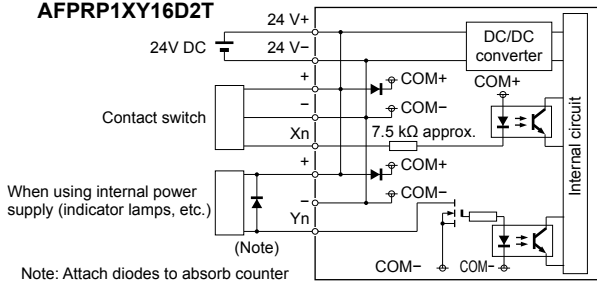 AFPRP1XY16D2T
24V DC
24 V+
24 V−
DC/DC
converter
+
COM+
COM+
−
COM−
Contact switch
Xn
7.5 kΩ approx.
Internal circuit
+
COM+
When using internal power
supply (indicator lamps, etc.)
−
COM−
Yn
(Note)
COM−
COM−
Note: Attach diodes to absorb counter